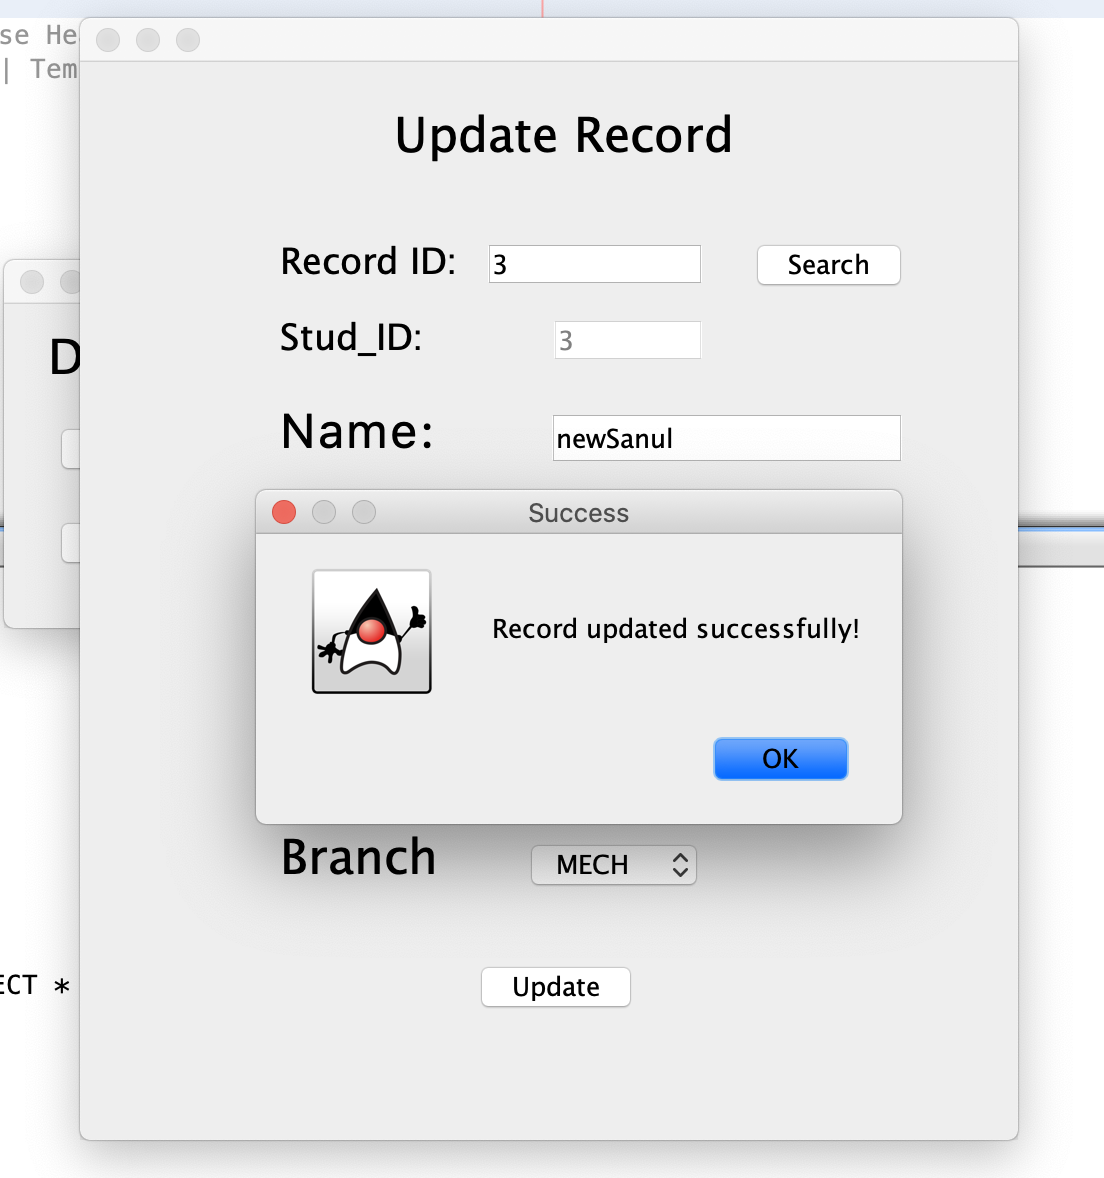 se He
| Tem
Update Record
Record ID: 3 Search
Stud_ID: 3
D
Name: newSanul
Success
Record updated successfully!
OK
Branch MECH
ECT *
Update